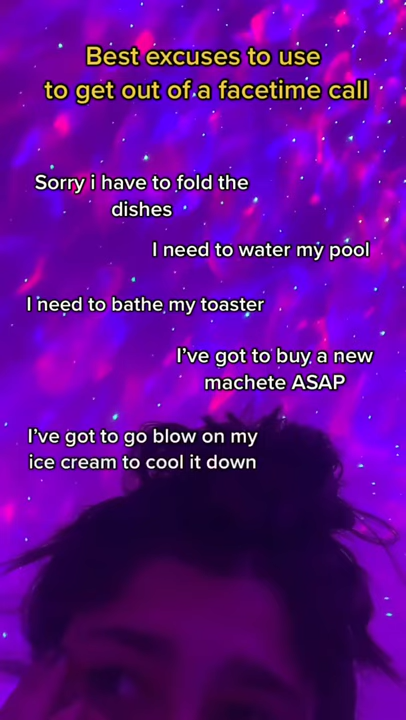 Best excuses to use
to get out of a facetime call
Sorry i have to fold the
dishes
I need to water my pool
I need to bathe my toaster
I've got to buy a new
machete ASAP
I've got to go blow on my
ice cream to cool it down